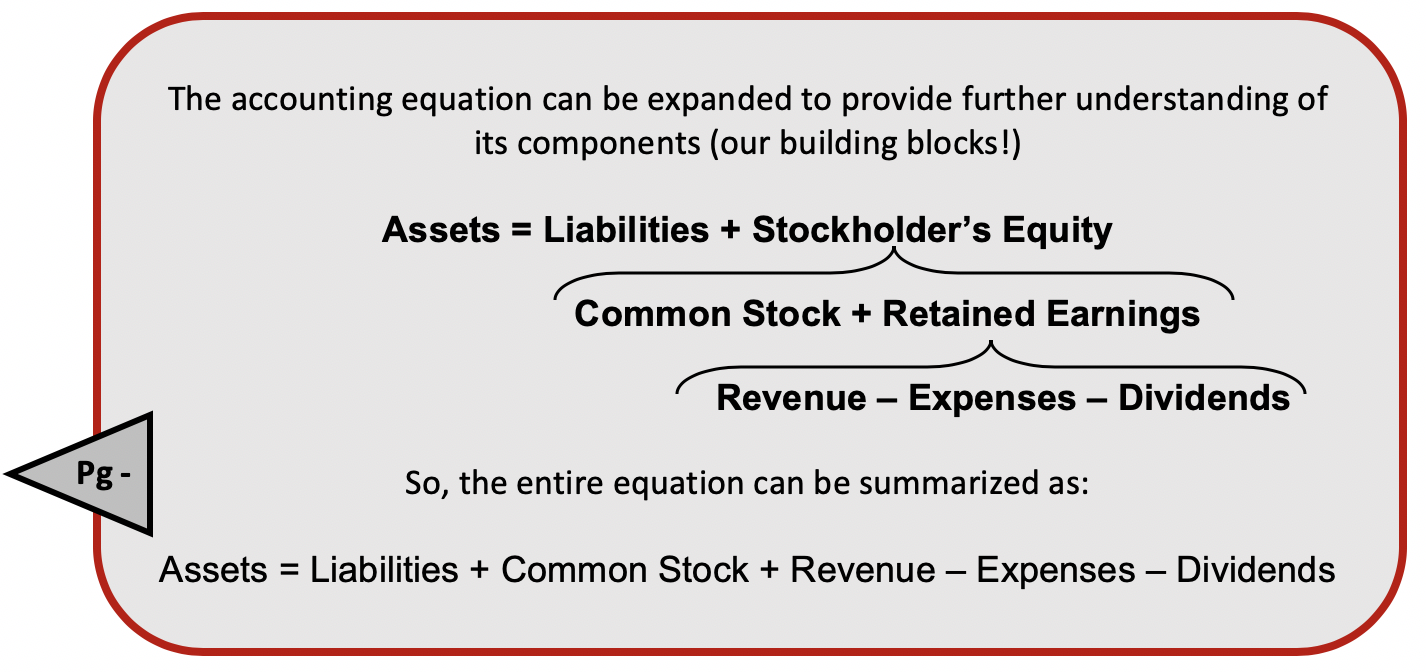 The accounting equation can be expanded to provide further understanding of
its components (our building blocks!)
Assets = Liabilities + Stockholder’s Equity
Common Stock + Retained Earnings
Revenue – Expenses – Dividends
Pg -
So, the entire equation can be summarized as:
Assets = Liabilities + Common Stock + Revenue – Expenses – Dividends